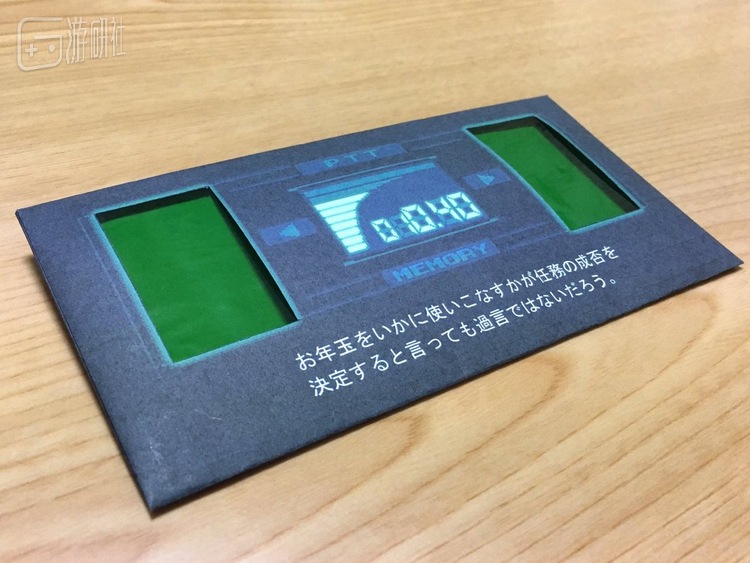 游研社
PTT
140.40
MEMORY
お年玉をいかに使いこなすかが任務の成否を
決定すると言っても過言ではないだろう。